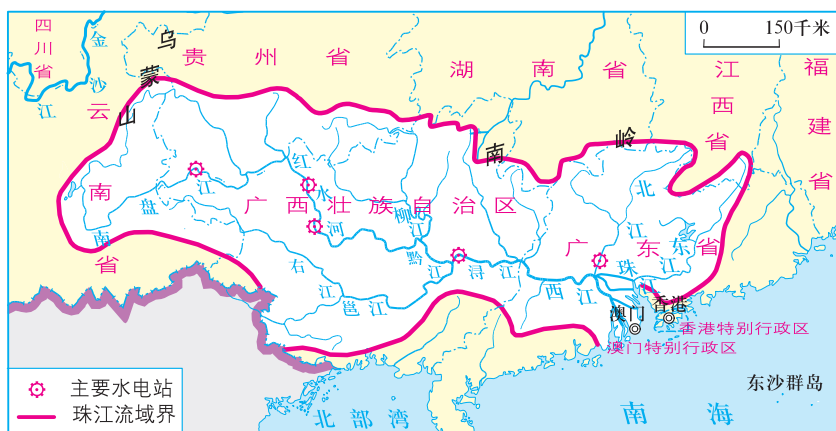 四川省
金沙江
乌蒙山
贵州省
湖南省
江西省
福建省
0 150千米
云南省
南岭
南盘江
红水河
广西壮族自治区
柳江
黔江
浔江
右江
邕江
西江
北江
东江
珠江
广东省
澳门
香港
香港特别行政区
澳门特别行政区
东沙群岛
北部湾
南海
主要水电站
珠江流域界